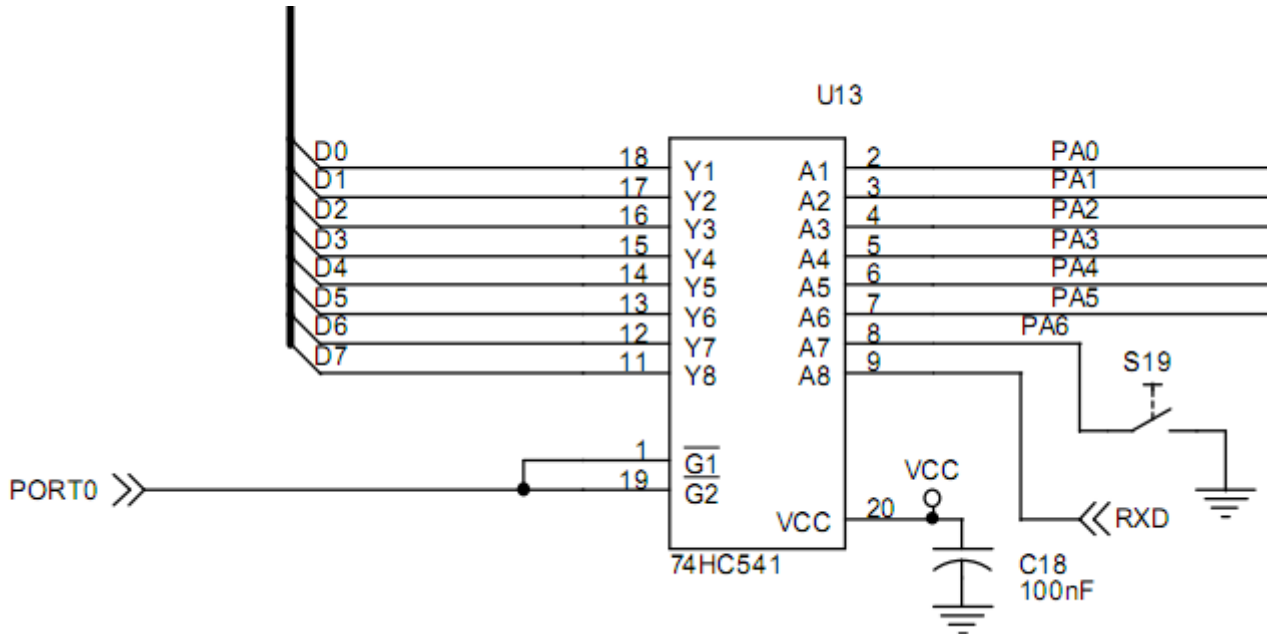 U13
D0 18 Y1 A1 2 PA0
D1 17 Y2 A2 3 PA1
D2 16 Y3 A3 4 PA2
D3 15 Y4 A4 5 PA3
D4 14 Y5 A5 6 PA4
D5 13 Y6 A6 7 PA5
D6 12 Y7 A7 8 PA6
D7 11 Y8 A8 9
S19
1 G1
PORT0 19 G2
VCC
VCC 20
RXD
74HC541
C18
100nF